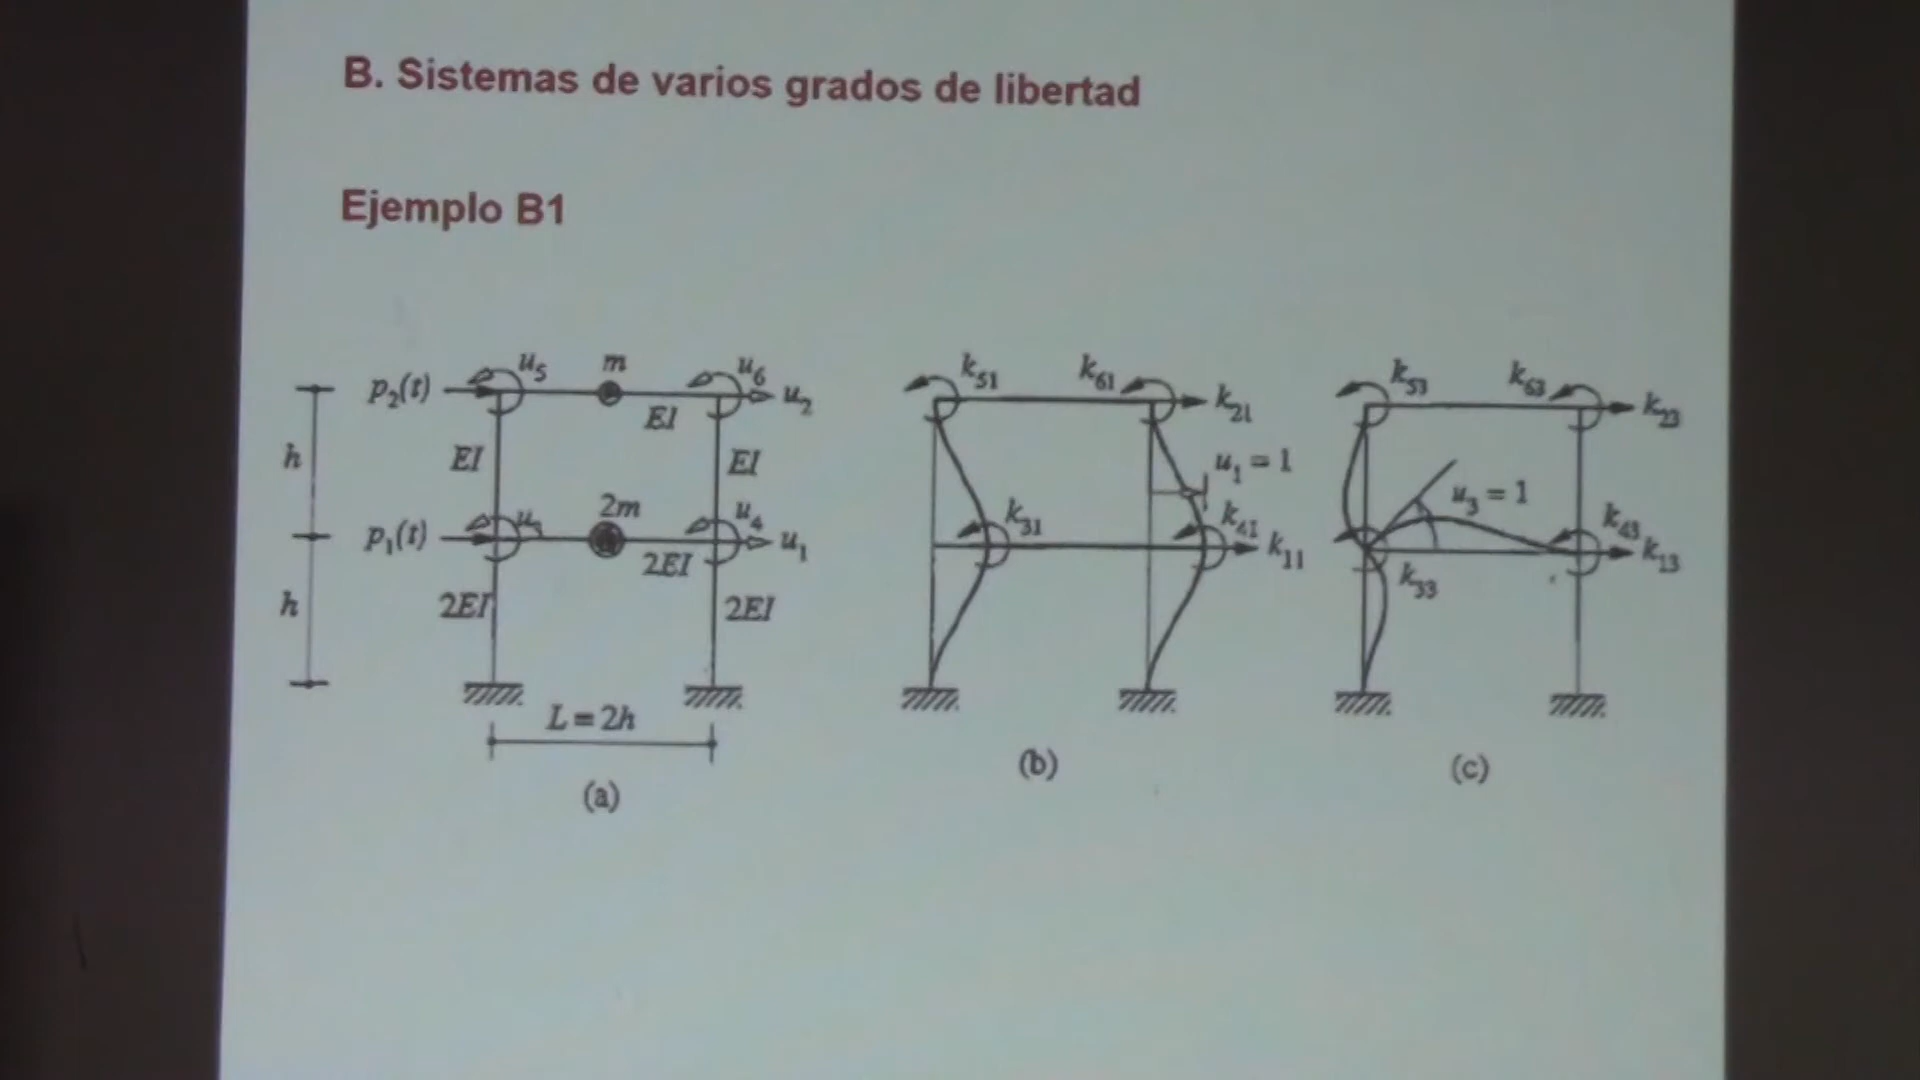 B. Sistemas de varios grados de libertad
Ejemplo B1
p₂(t) u₅ m u₆ u₂
EI
h EI EI
p₁(t) u₃ 2m u₄ u₁
2EI
h 2EI 2EI
L = 2h
(a)
k₅₁ k₆₁ k₂₁
u₁ = 1
k₃₁ k₄₁ k₁₁
(b)
k₅₃ k₆₃ k₂₃
u₃ = 1
k₄₃ k₁₃
k₃₃
(c)